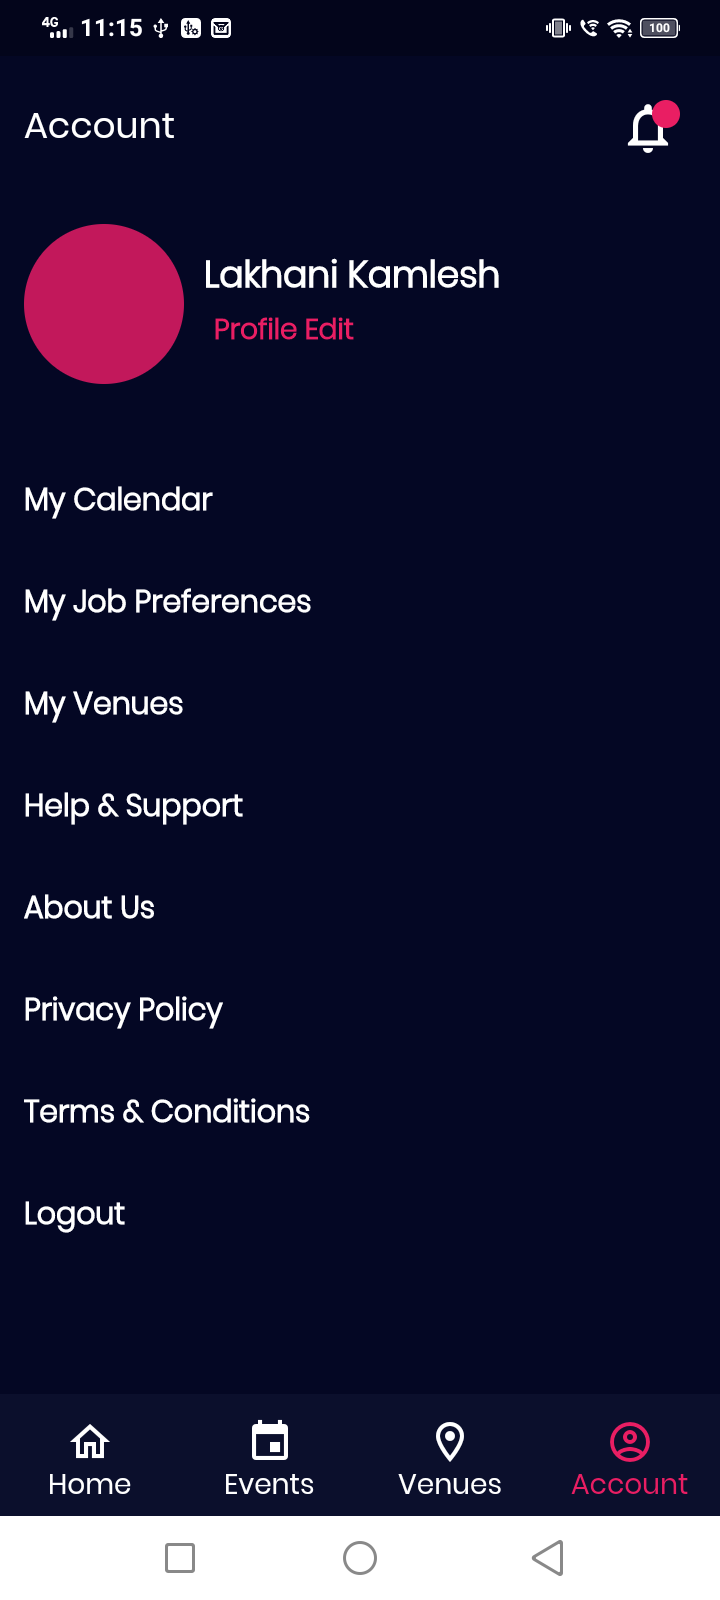 4G 11:15 100
Account
Lakhani Kamlesh
Profile Edit
My Calendar
My Job Preferences
My Venues
Help & Support
About Us
Privacy Policy
Terms & Conditions
Logout
Home Events Venues Account